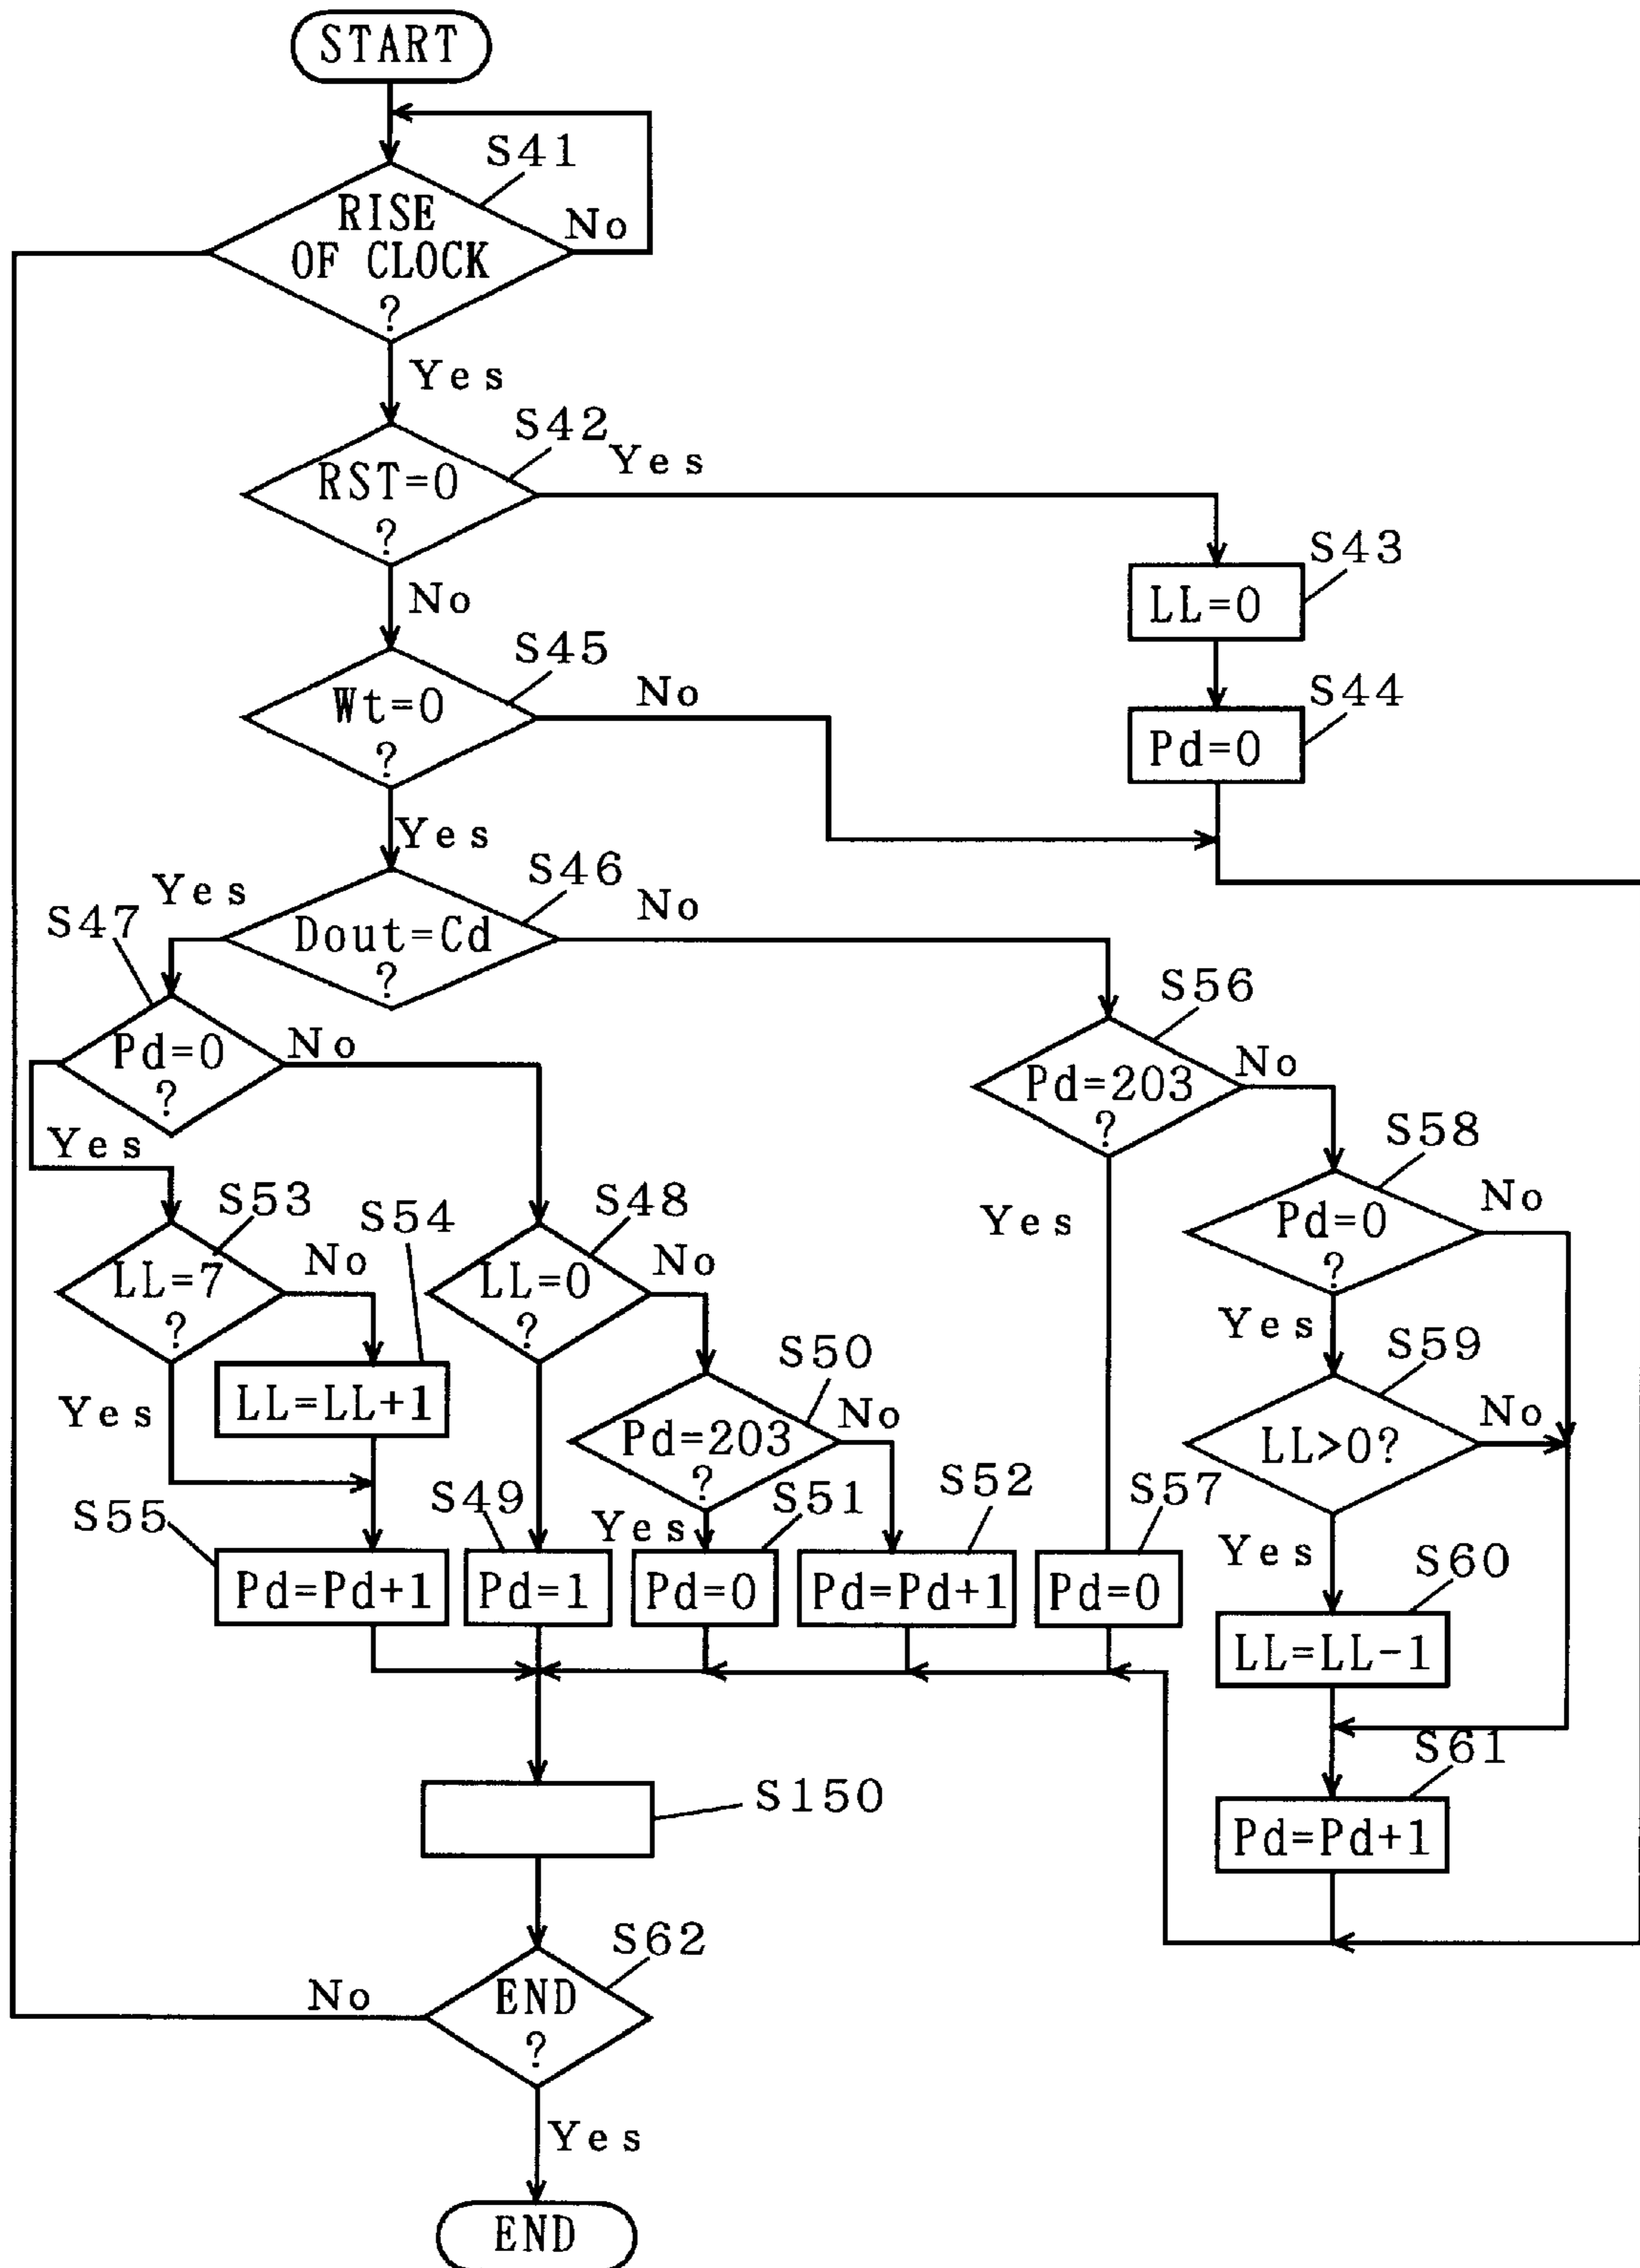 START
S41
RISE
OF CLOCK
?
No
Yes
S42
RST=0
?
Yes
No
S43
LL=0
S44
Pd=0
S45
Wt=0
?
No
Yes
S46
Dout=Cd
?
Yes
No
S47
Pd=0
?
No
Yes
S56
Pd=203
?
No
Yes
S58
Pd=0
?
No
Yes
S53
LL=7
?
No
Yes
S54
LL=LL+1
S48
LL=0
?
No
S50
Pd=203
?
No
Yes
S59
LL>0?
No
Yes
S55
Pd=Pd+1
S49
Pd=1
S51
Pd=0
S52
Pd=Pd+1
S57
Pd=0
S60
LL=LL-1
S61
Pd=Pd+1
S150
S62
END
?
No
Yes
END